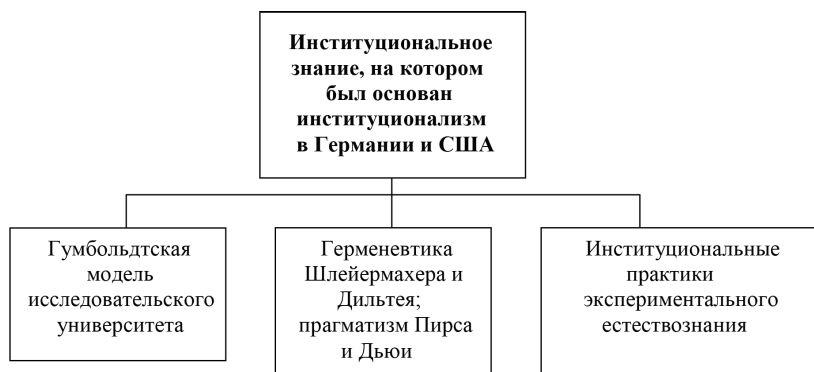 Институциональное
знание, на котором
был основан
институционализм
в Германии и США
Гумбольдтская
модель
исследовательского
университета
Герменевтика
Шлейермахера и
Дильтея;
прагматизм Пирса
и Дьюи
Институциональные
практики
экспериментального
естествознания